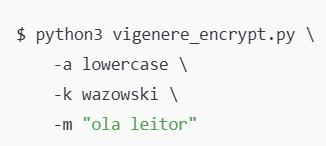 $ python3 vigenere_encrypt.py \
-a lowercase \
-k wazowski \
-m "ola leitor"